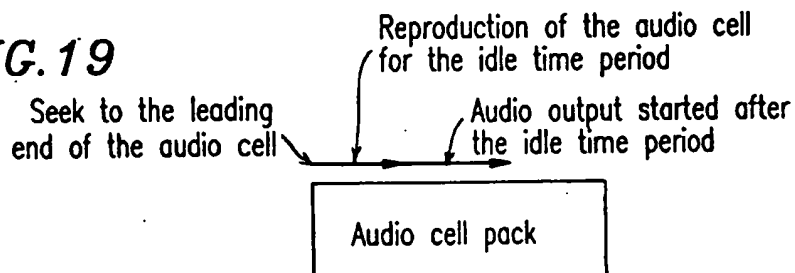 G. 19
Reproduction of the audio cell
for the idle time period
Seek to the leading
end of the audio cell
Audio output started after
the idle time period
Audio cell pack